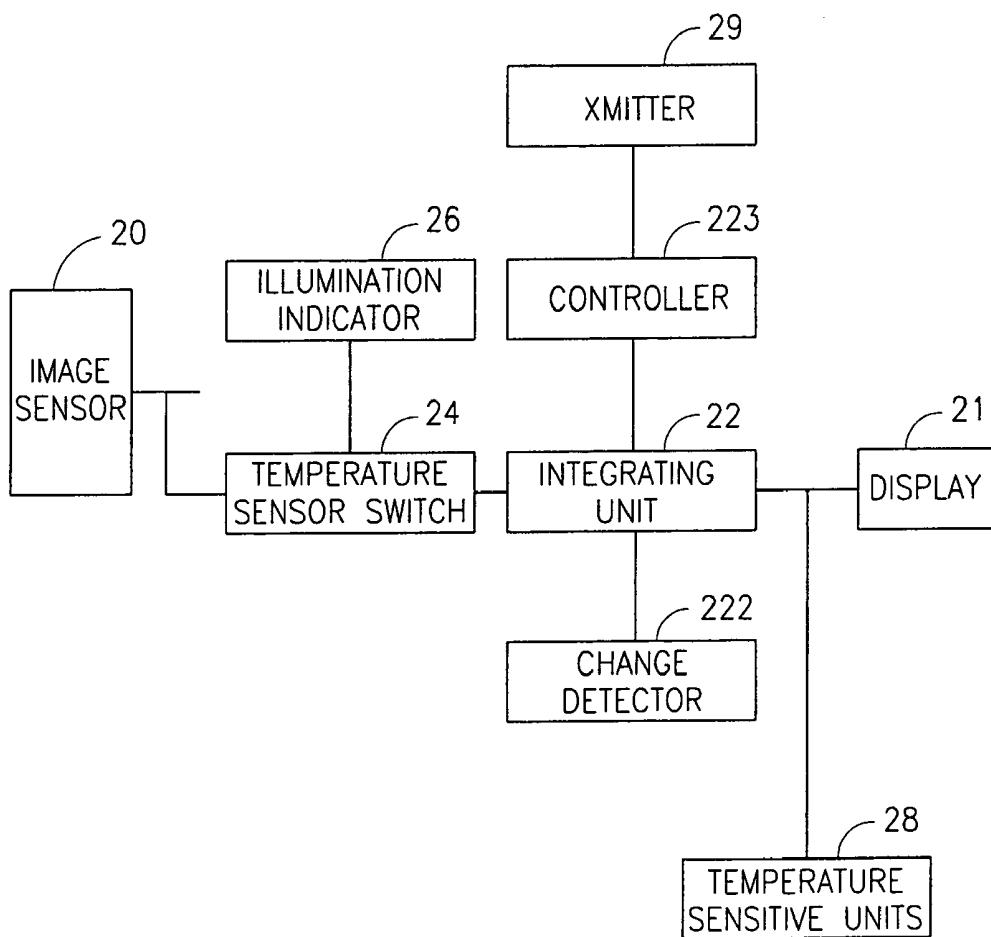 29
XMITTER
20
26
223
ILLUMINATION
INDICATOR
CONTROLLER
IMAGE
SENSOR
24
22
21
TEMPERATURE
SENSOR SWITCH
INTEGRATING
UNIT
DISPLAY
222
CHANGE
DETECTOR
28
TEMPERATURE
SENSITIVE UNITS